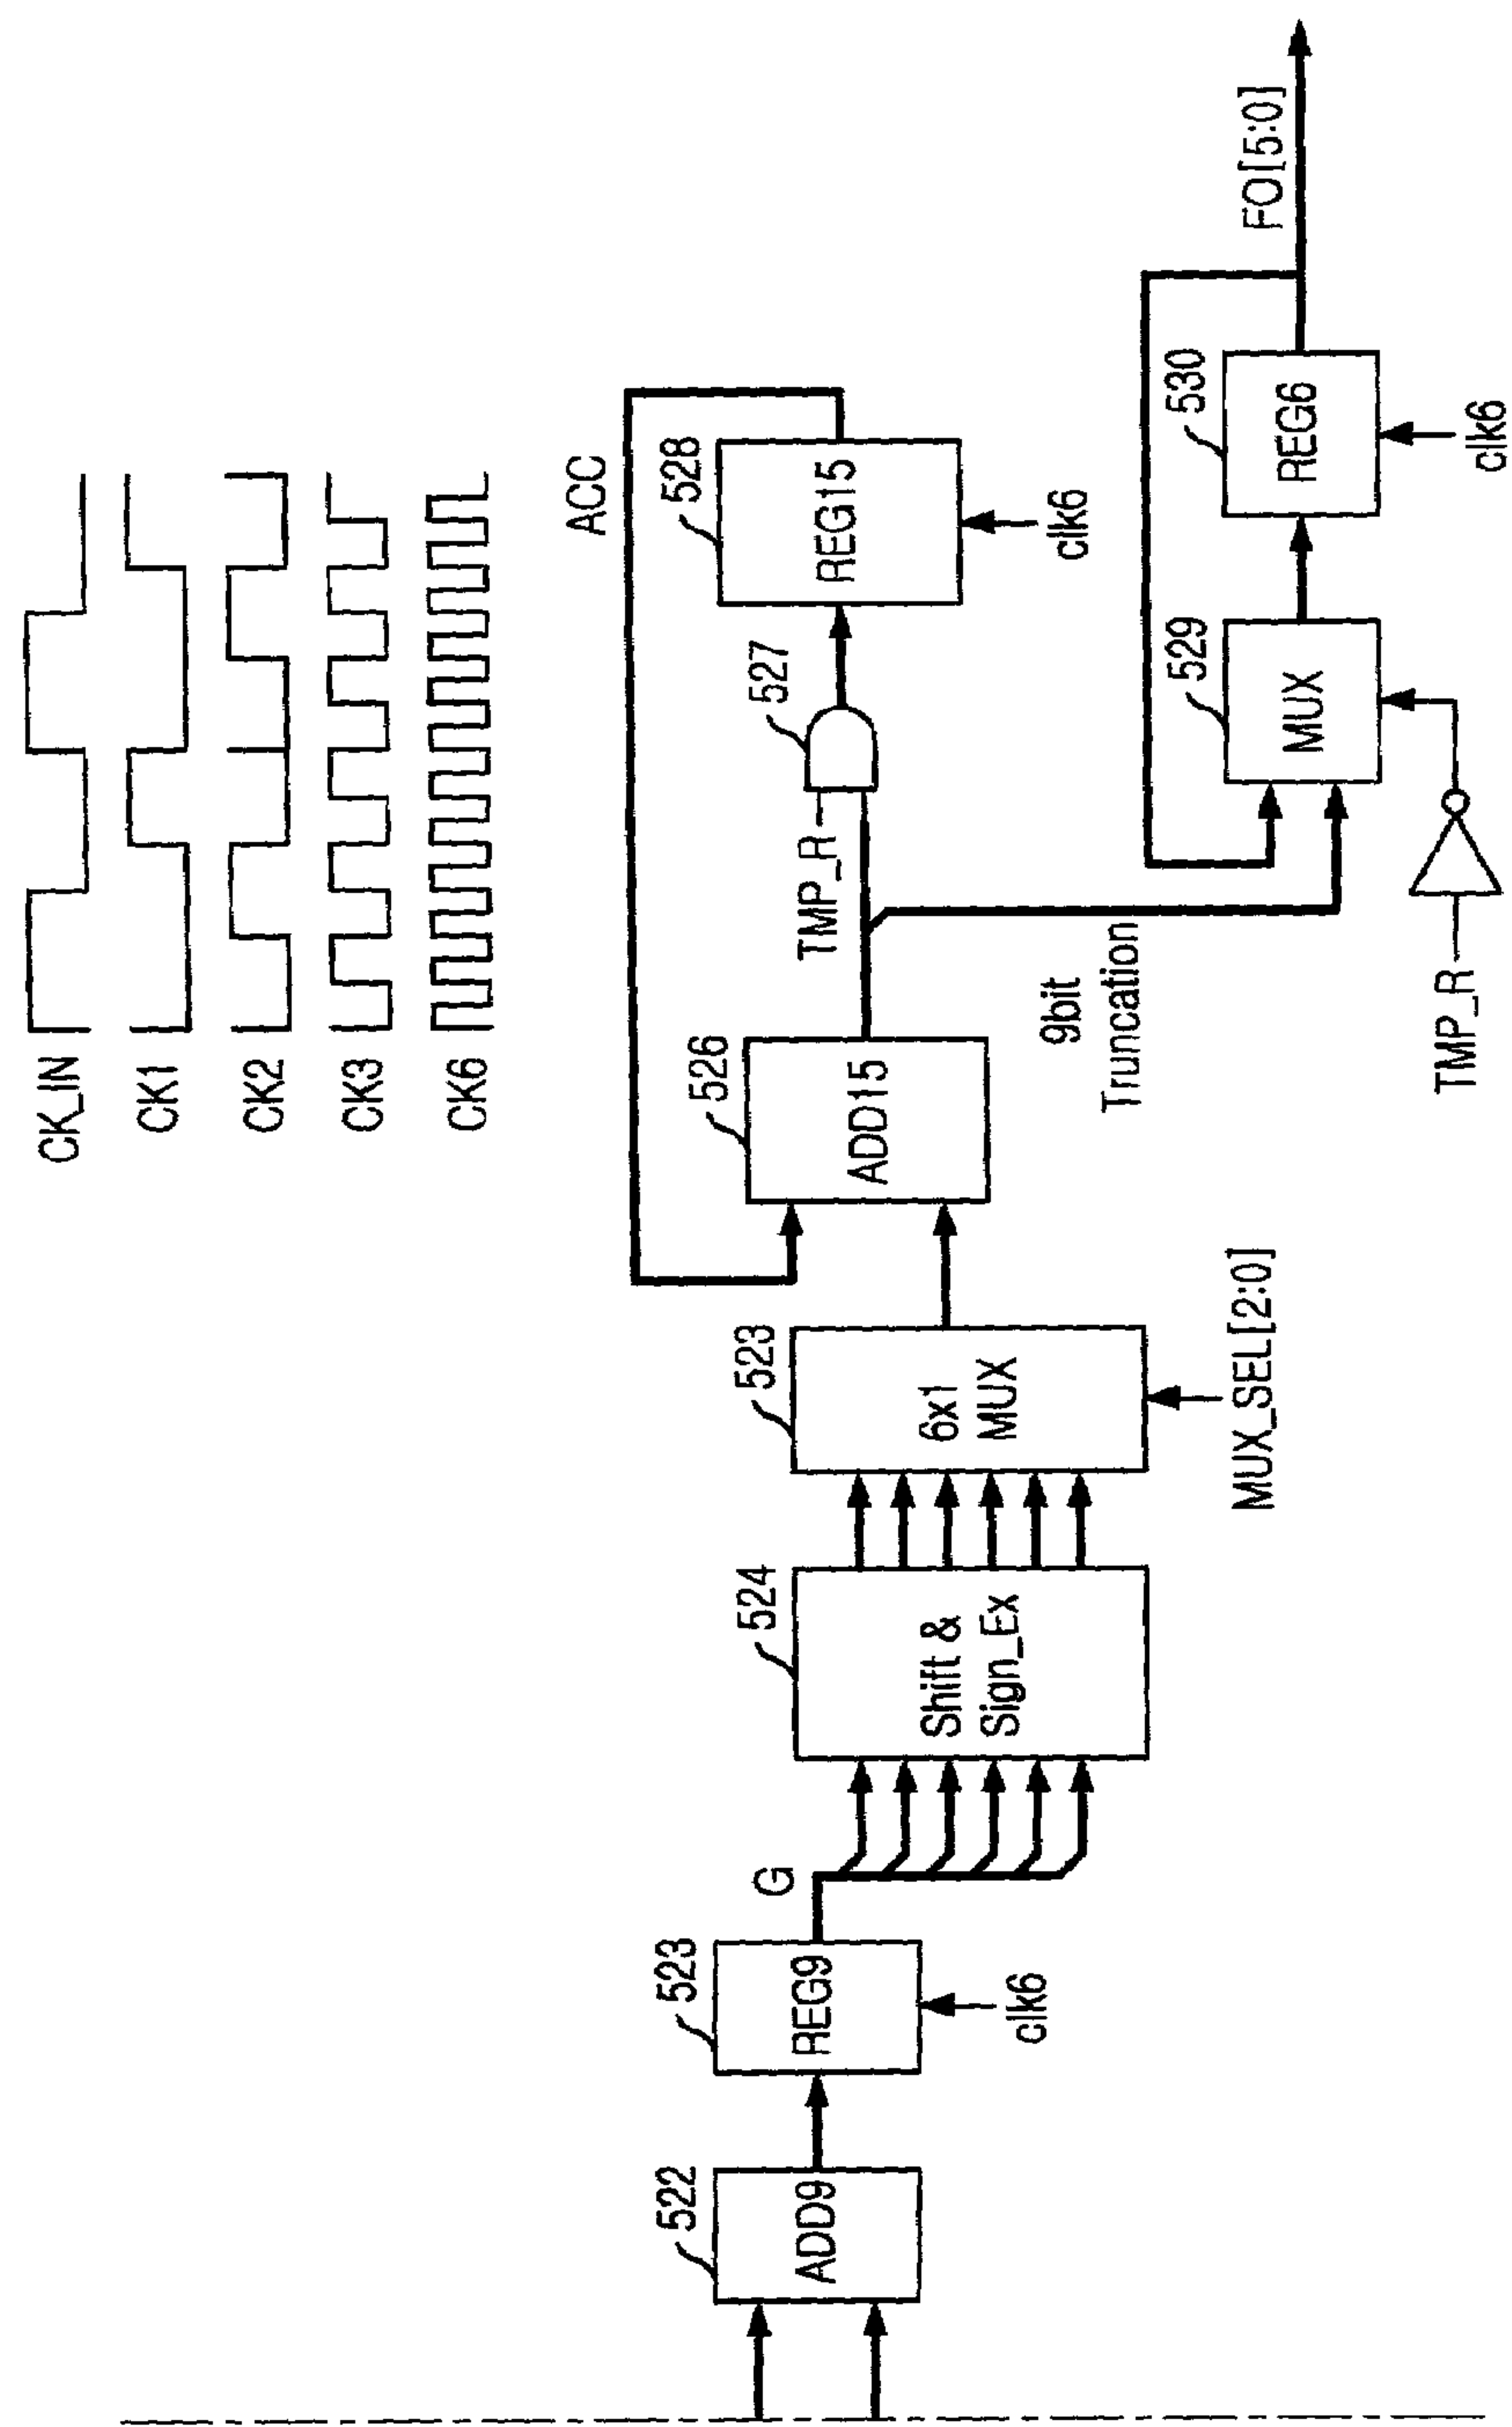 CK_IN
CK1
CK2
CK3
CK6
522
ADD9
523
REG9
clk6
G
524
Shift &
Sign_Ex
523
6x1
MUX
MUX_SEL[2:0]
526
ADD15
9bit
Truncation
TMP_R
527
ACC
528
REG15
clk6
TMP_R
529
MUX
530
REG6
clk6
FO[5:0]